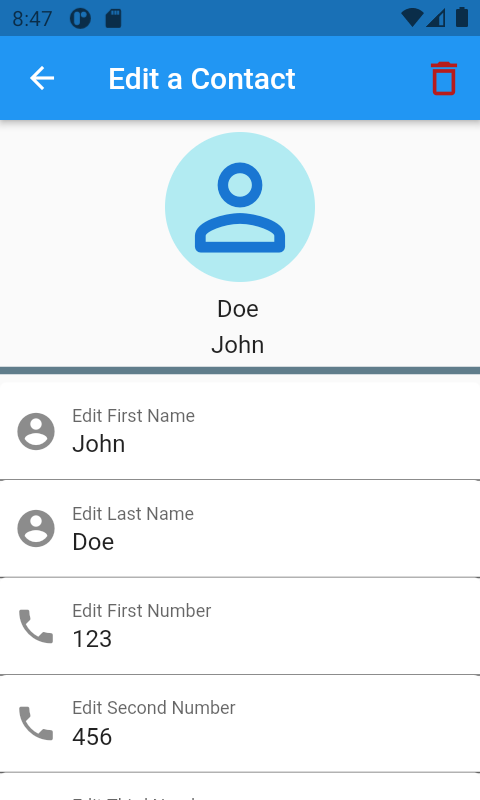 8:47
Edit a Contact
Doe
John
Edit First Name
John
Edit Last Name
Doe
Edit First Number
123
Edit Second Number
456